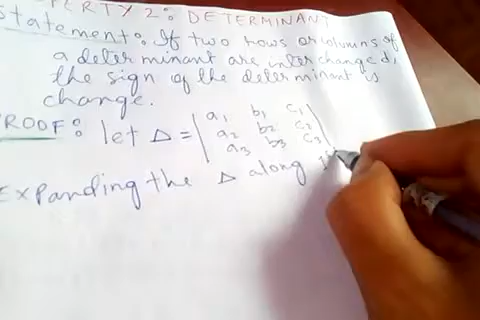 PERTY 2: DETERMINANT
Statement: If two rows or columns of
a determinant are interchanged,
the sign of the determinant is
change.
ROOF: let Δ = | a1 b1 c1 |
a2 b2 c2
a3 b3 c3
Expanding the Δ along 1